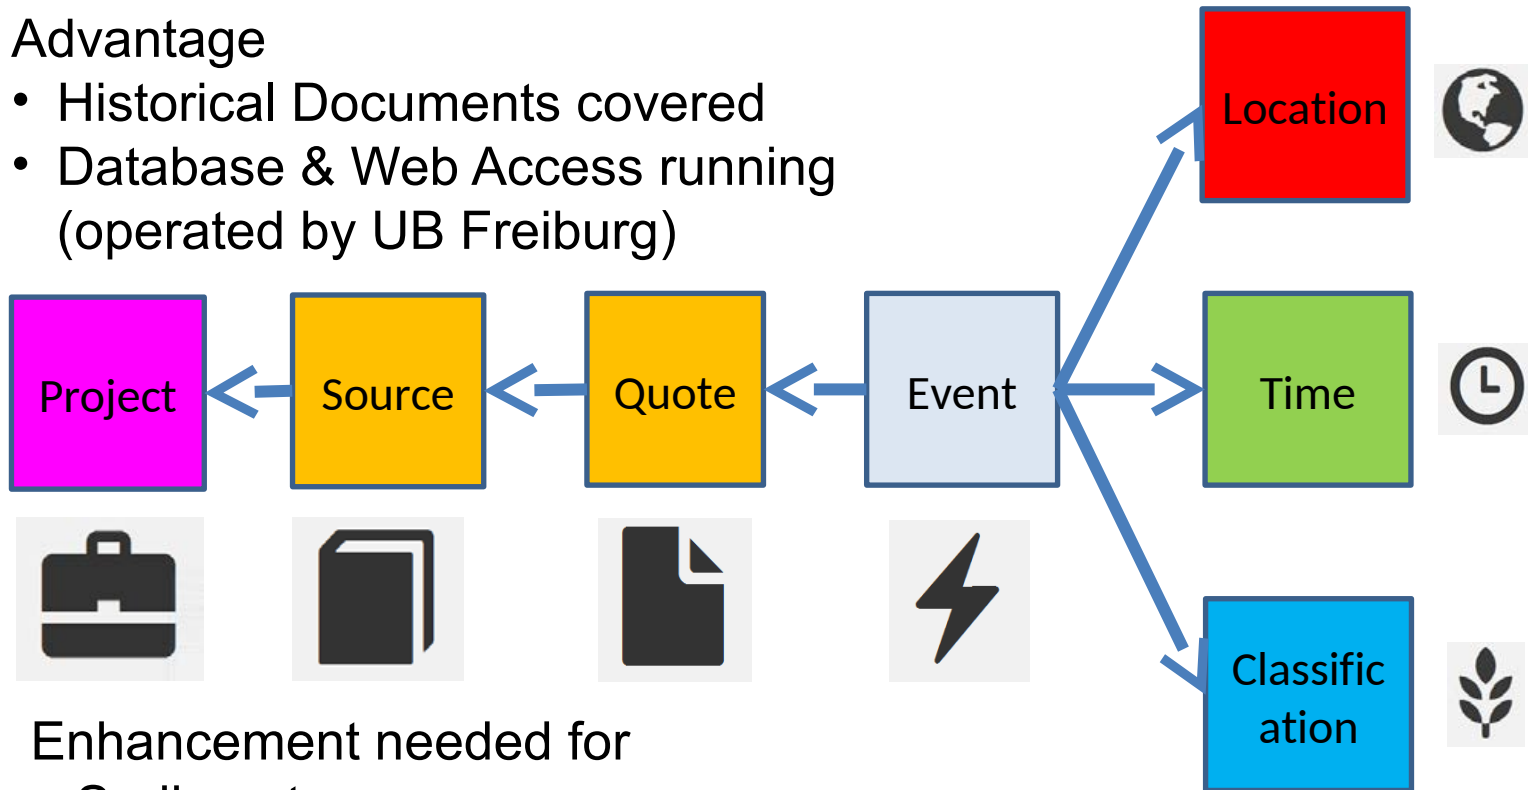 Advantage
• Historical Documents covered
• Database & Web Access running
(operated by UB Freiburg)
Location
Project
Source
Quote
Event
Time
Classific
ation
Enhancement needed for